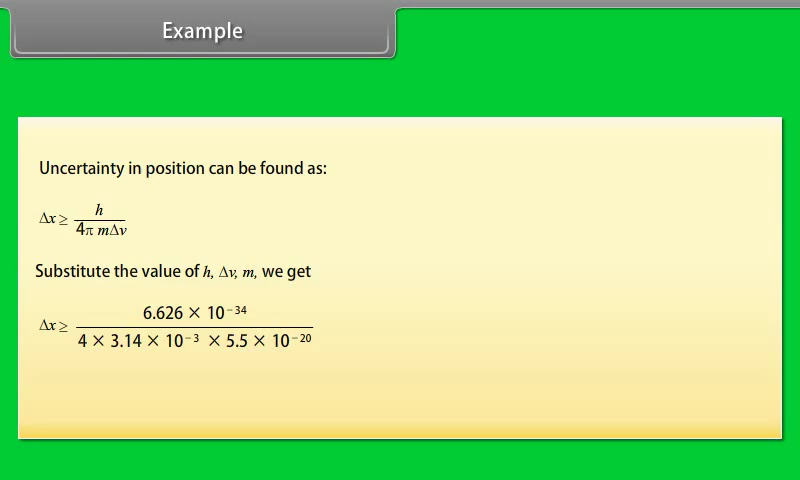 Example
Uncertainty in position can be found as:
Δx ≥ h / 4π mΔv
Substitute the value of h, Δv, m, we get
Δx ≥ 6.626 × 10⁻³⁴ / 4 × 3.14 × 10⁻³ × 5.5 × 10⁻²⁰